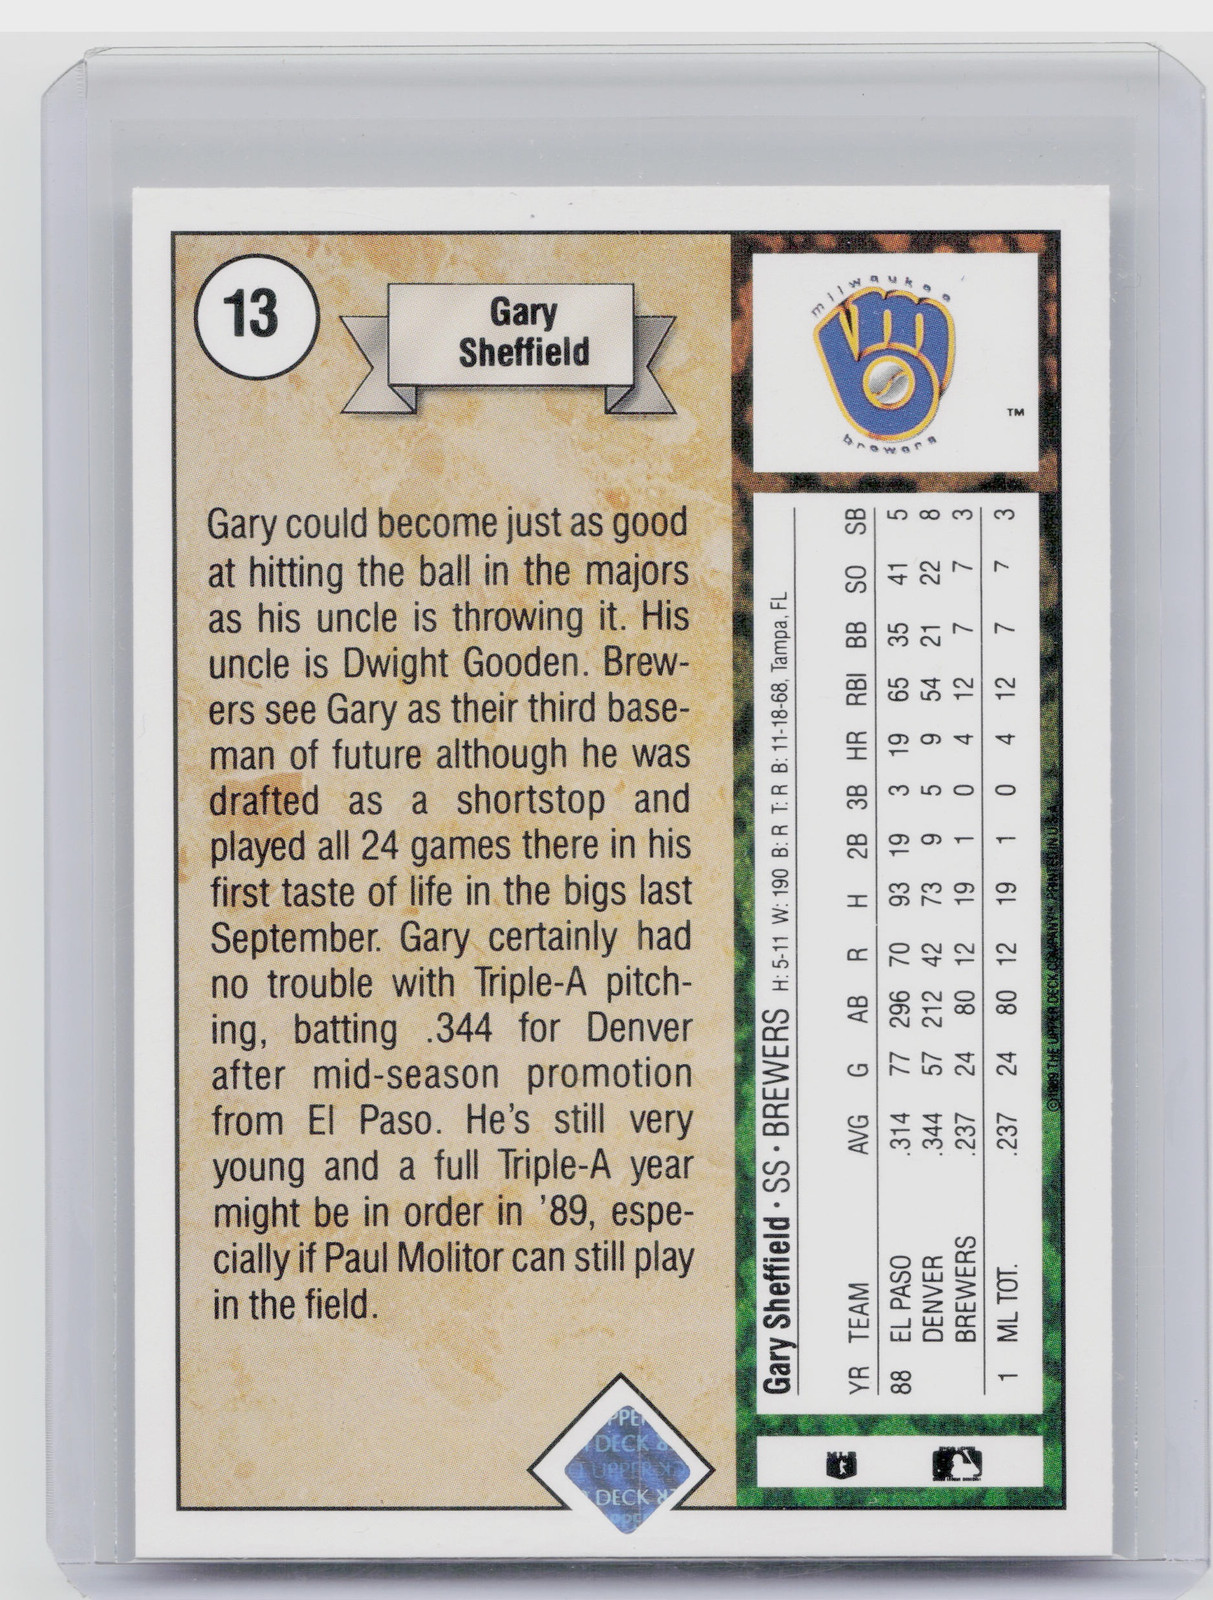 13
Gary
Sheffield
milwaukee
brewers
TM
Gary could become just as good
at hitting the ball in the majors
as his uncle is throwing it. His
uncle is Dwight Gooden. Brew-
ers see Gary as their third base-
man of future although he was
drafted as a shortstop and
played all 24 games there in his
first taste of life in the bigs last
September. Gary certainly had
no trouble with Triple-A pitch-
ing, batting .344 for Denver
after mid-season promotion
from El Paso. He's still very
young and a full Triple-A year
might be in order in '89, espe-
cially if Paul Molitor can still play
in the field.
Gary Sheffield • SS • BREWERS H: 5-11 W: 190 B: R T: R B: 11-18-68, Tampa, FL
YR TEAM AVG G AB R H 2B 3B HR RBI BB SO SB
88 EL PASO .314 77 296 70 93 19 3 19 65 35 41 5
DENVER .344 57 212 42 73 9 5 9 54 21 22 8
BREWERS .237 24 80 12 19 1 0 4 12 7 7 3
1 ML TOT. .237 24 80 12 19 1 0 4 12 7 7 3
© 1989 THE UPPER DECK COMPANY. PRINTED IN U.S.A.
DECK
UPPER
DECK